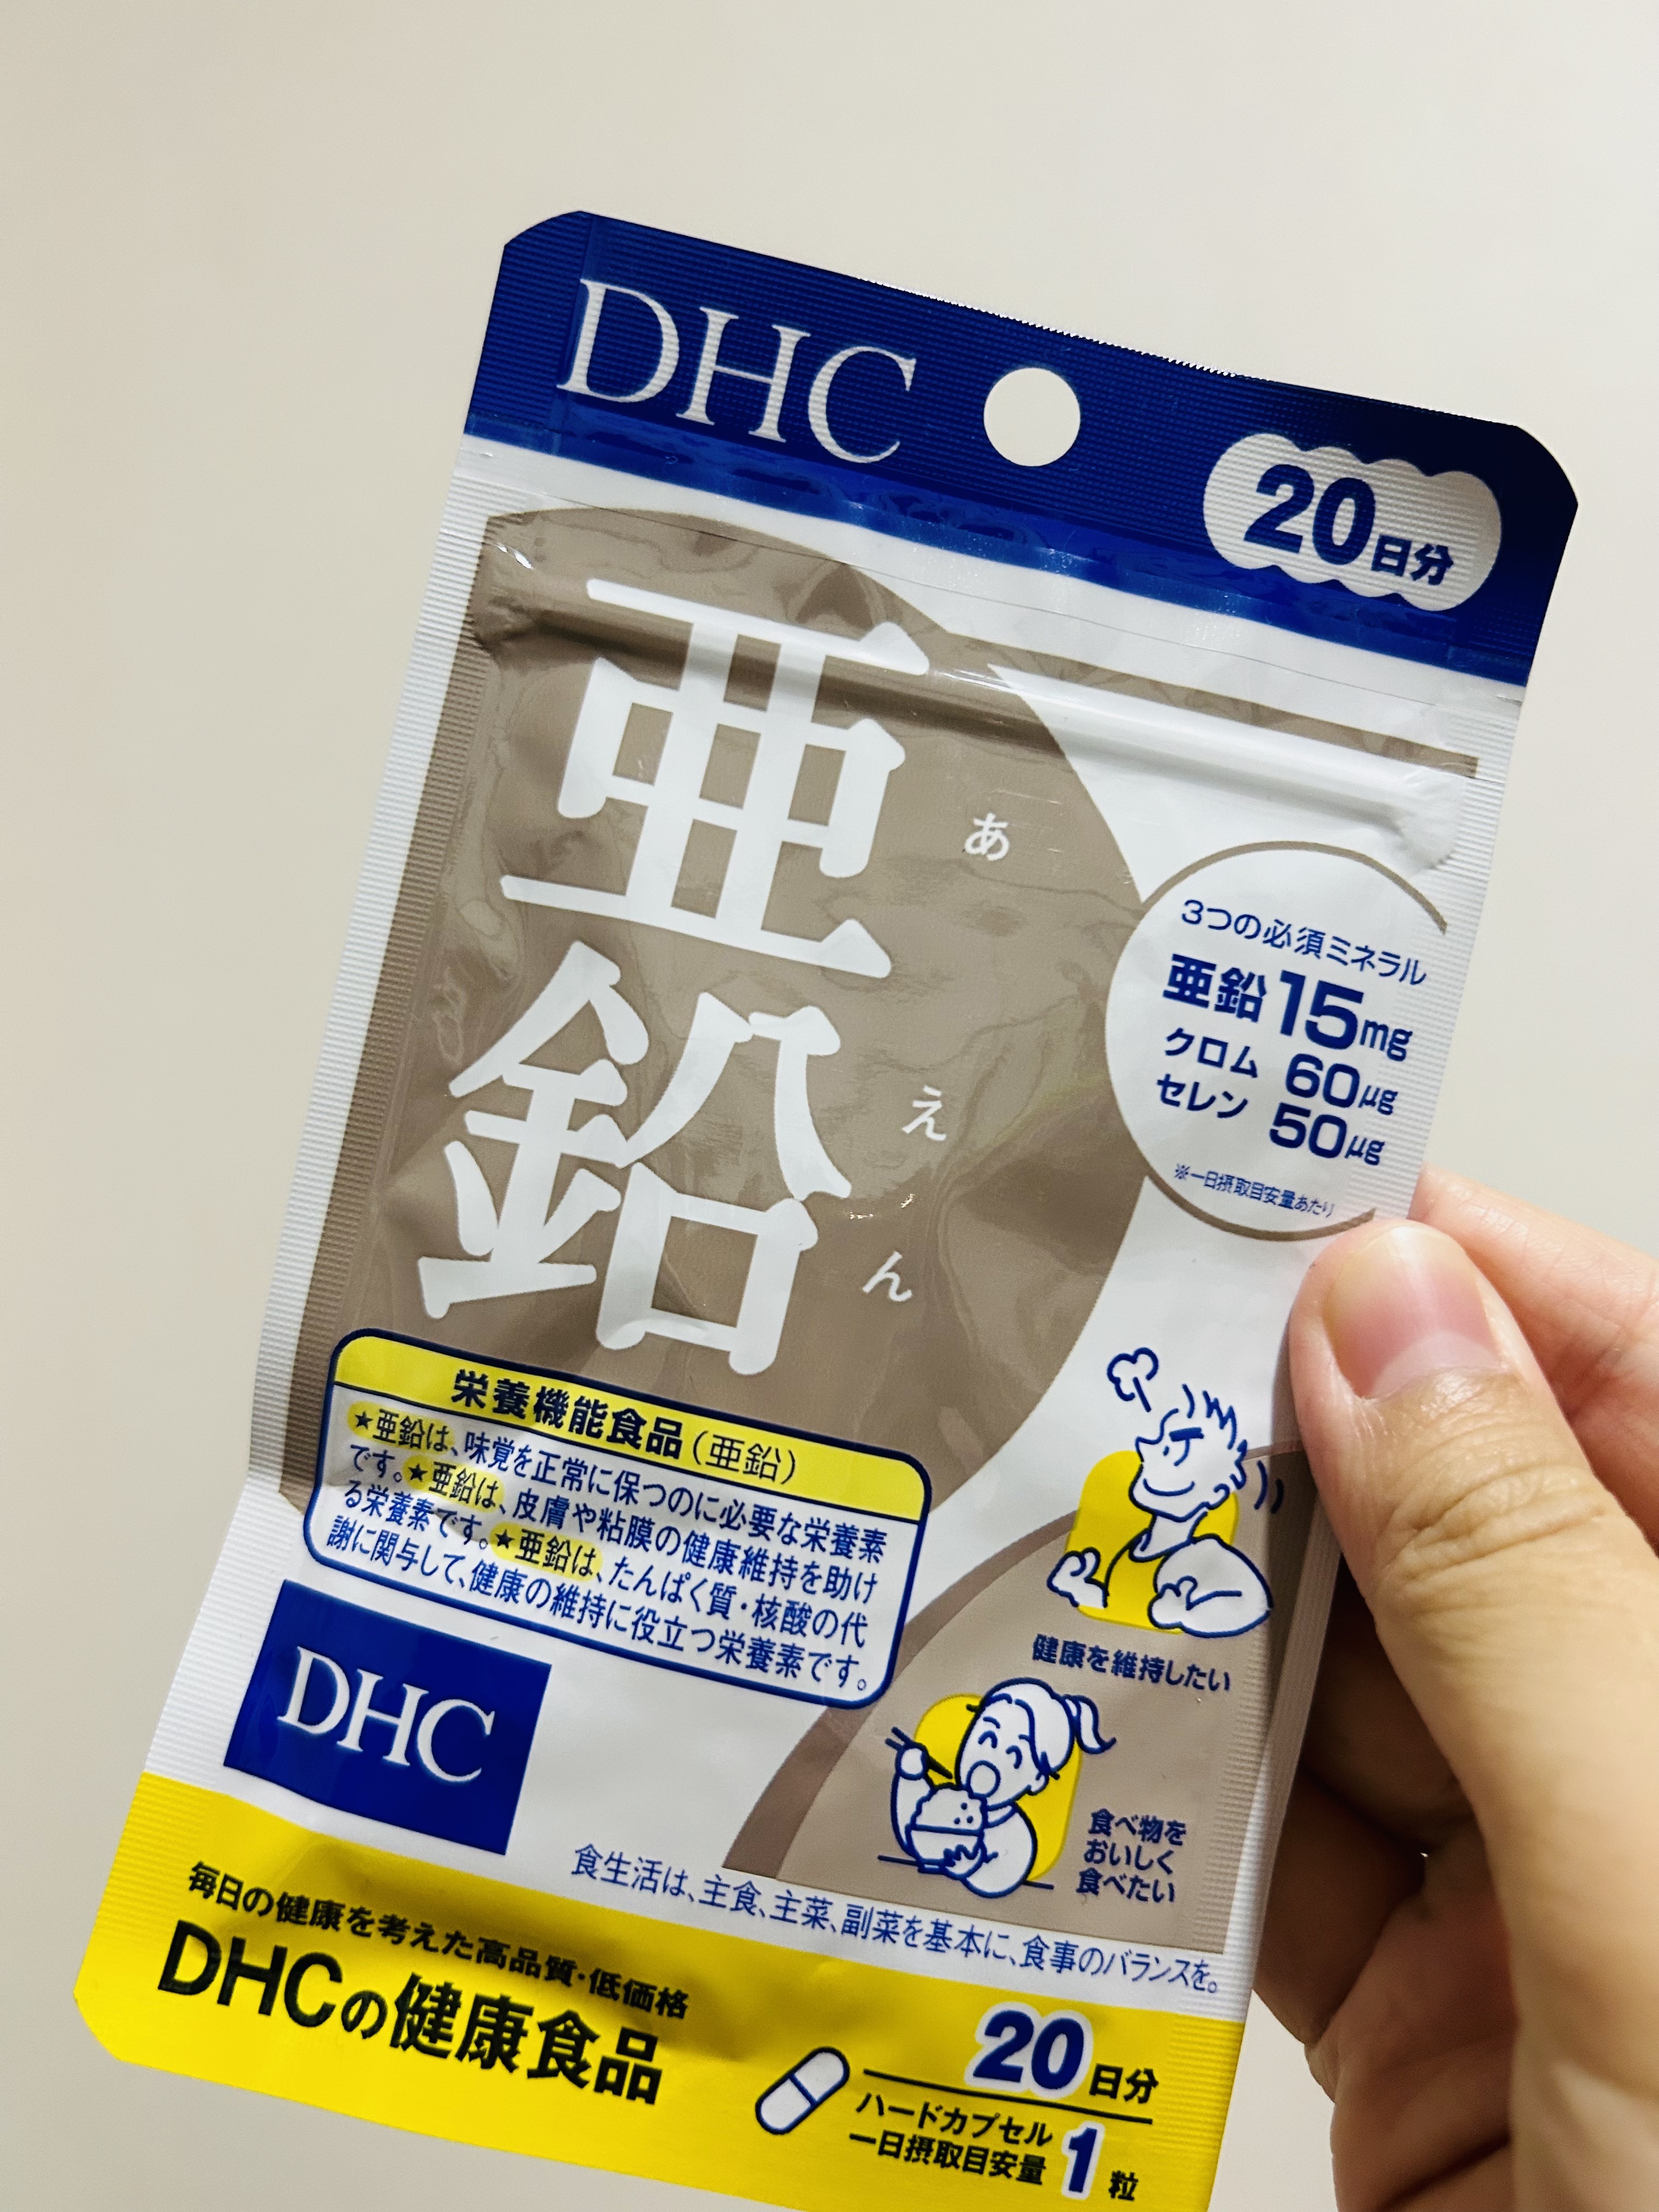 DHC
20日分
亜鉛
あえん
3つの必須ミネラル
亜鉛15mg
クロム 60μg
セレン 50μg
※一日摂取目安量あたり
栄養機能食品(亜鉛)
★亜鉛は、味覚を正常に保つのに必要な栄養素
です。★亜鉛は、皮膚や粘膜の健康維持を助け
る栄養素です。★亜鉛は、たんぱく質・核酸の代
謝に関与して、健康の維持に役立つ栄養素です。
健康を維持したい
食べ物を
おいしく
食べたい
DHC
食生活は、主食、主菜、副菜を基本に、食事のバランスを。
毎日の健康を考えた高品質・低価格
DHCの健康食品
20日分
ハードカプセル
一日摂取目安量 1粒